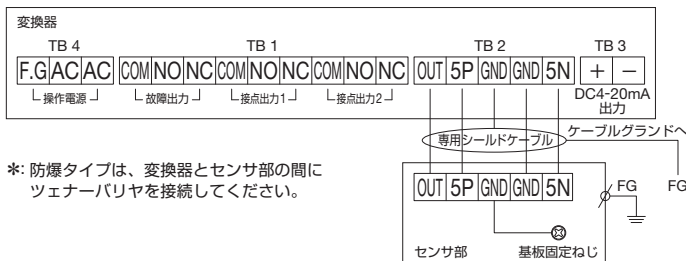 変換器
TB 4 TB 1 TB 2 TB 3
F.G AC AC COM NO NC COM NO NC COM NO NC OUT 5P GND GND 5N + −
操作電源 故障出力 接点出力1 接点出力2 DC4-20mA
出力
専用シールドケーブル ケーブルグランドへ
*: 防爆タイプは、変換器とセンサ部の間に
ツェナーバリヤを接続してください。
OUT 5P GND GND 5N FG FG
センサ部 基板固定ねじ